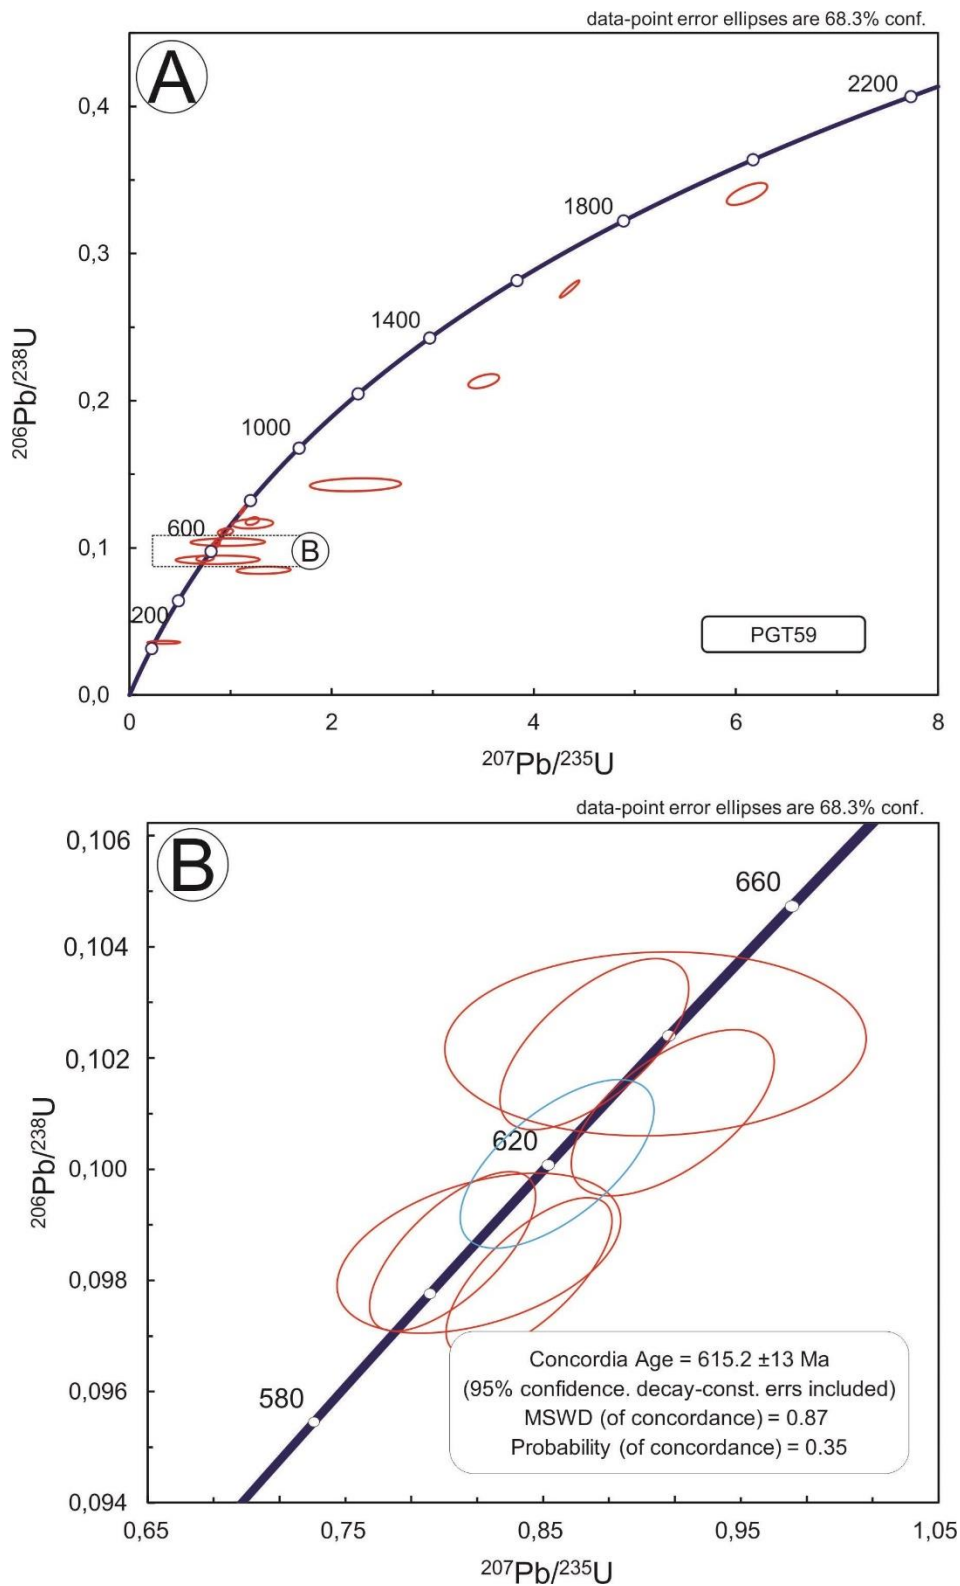 data-point error ellipses are 68.3% conf.
A
2200
0,4
1800
0,3
1400
206Pb/238U
0,2
1000
600
0,1
B
200
PGT59
0,0
0 2 4 6 8
207Pb/235U
data-point error ellipses are 68.3% conf.
0,106
B
660
0,104
0,102
620
0,100
206Pb/238U
0,098
Concordia Age = 615.2 ±13 Ma
(95% confidence. decay-const. errs included)
MSWD (of concordance) = 0.87
Probability (of concordance) = 0.35
0,096
580
0,094
0,65 0,75 0,85 0,95 1,05
207Pb/235U